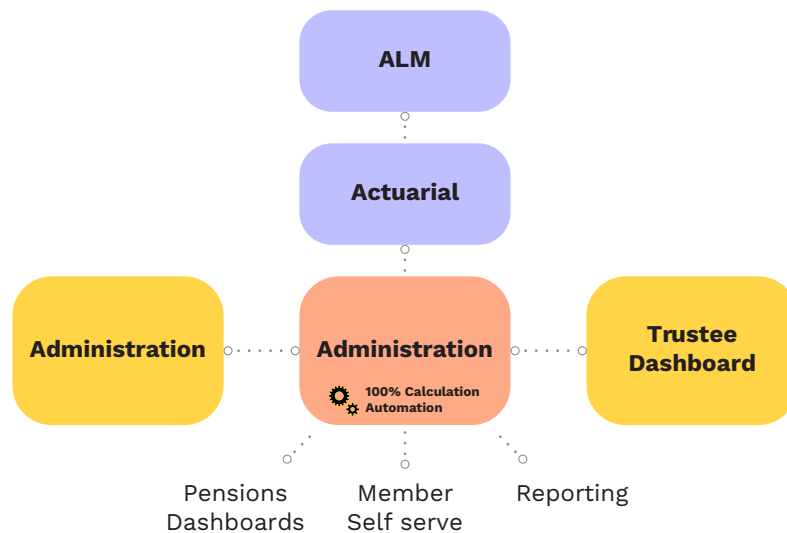 ALM
Actuarial
Administration
Administration
100% Calculation
Automation
Trustee
Dashboard
Pensions
Dashboards
Member
Self serve
Reporting